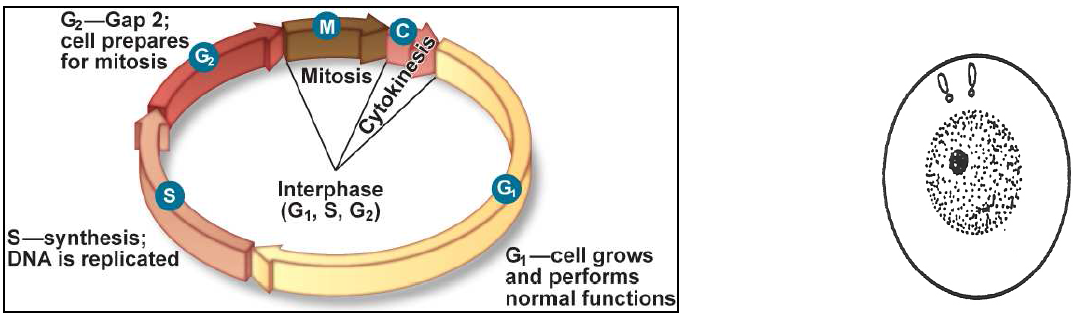 G₂—Gap 2;
cell prepares
for mitosis
G₂
M
C
Mitosis
Cytokinesis
S
Interphase
(G₁, S, G₂)
G₁
S—synthesis;
DNA is replicated
G₁—cell grows
and performs
normal functions